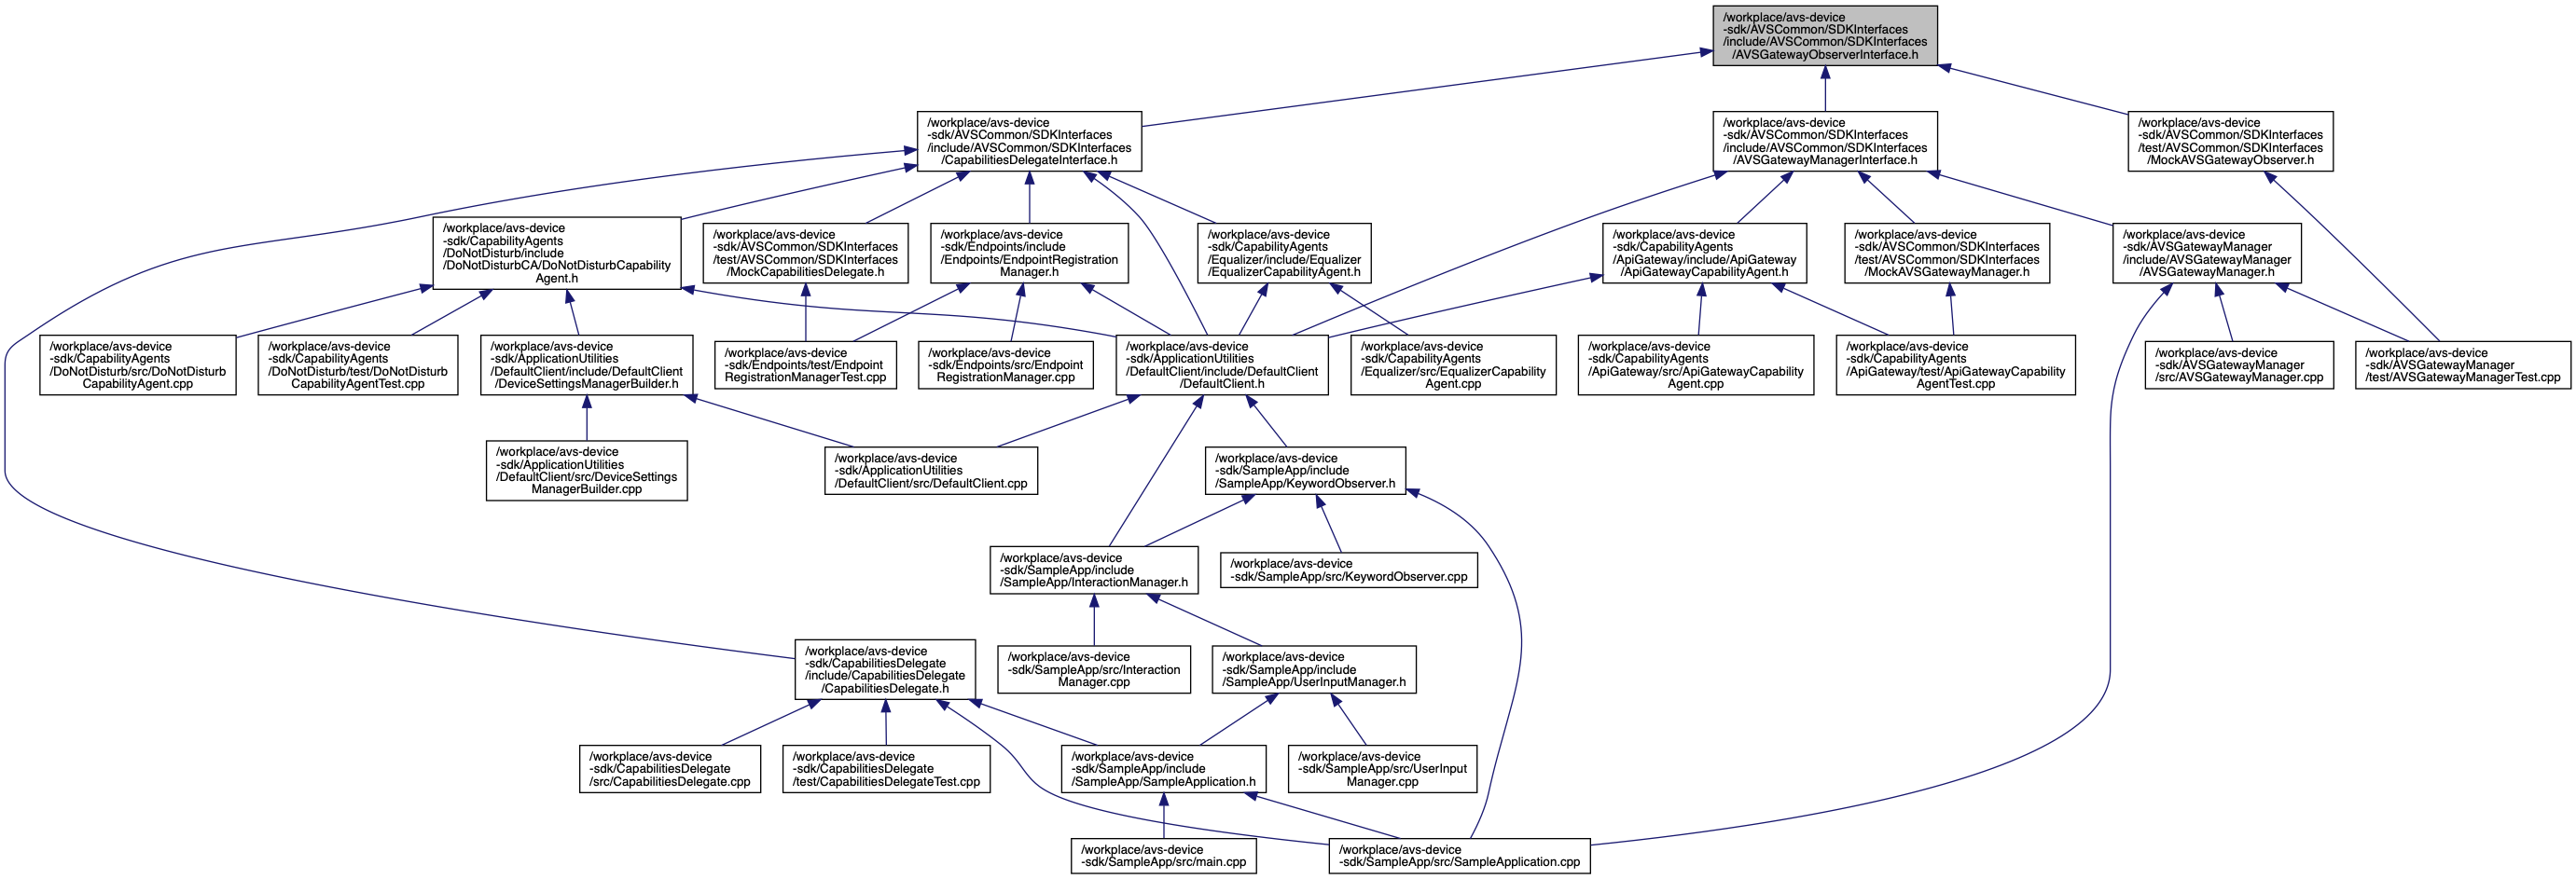 /workplace/avs-device
-sdk/AVSCommon/SDKInterfaces
/include/AVSCommon/SDKInterfaces
/AVSGatewayObserverInterface.h
/workplace/avs-device
-sdk/AVSCommon/SDKInterfaces
/include/AVSCommon/SDKInterfaces
/CapabilitiesDelegateInterface.h
/workplace/avs-device
-sdk/AVSCommon/SDKInterfaces
/include/AVSCommon/SDKInterfaces
/AVSGatewayManagerInterface.h
/workplace/avs-device
-sdk/AVSCommon/SDKInterfaces
/test/AVSCommon/SDKInterfaces
/MockAVSGatewayObserver.h
/workplace/avs-device
-sdk/CapabilityAgents
/DoNotDisturb/include
/DoNotDisturbCA/DoNotDisturbCapability
Agent.h
/workplace/avs-device
-sdk/AVSCommon/SDKInterfaces
/test/AVSCommon/SDKInterfaces
/MockCapabilitiesDelegate.h
/workplace/avs-device
-sdk/Endpoints/include
/Endpoints/EndpointRegistration
Manager.h
/workplace/avs-device
-sdk/CapabilityAgents
/Equalizer/include/Equalizer
/EqualizerCapabilityAgent.h
/workplace/avs-device
-sdk/CapabilityAgents
/ApiGateway/include/ApiGateway
/ApiGatewayCapabilityAgent.h
/workplace/avs-device
-sdk/AVSCommon/SDKInterfaces
/test/AVSCommon/SDKInterfaces
/MockAVSGatewayManager.h
/workplace/avs-device
-sdk/AVSGatewayManager
/include/AVSGatewayManager
/AVSGatewayManager.h
/workplace/avs-device
-sdk/CapabilityAgents
/DoNotDisturb/src/DoNotDisturb
CapabilityAgent.cpp
/workplace/avs-device
-sdk/CapabilityAgents
/DoNotDisturb/test/DoNotDisturb
CapabilityAgentTest.cpp
/workplace/avs-device
-sdk/ApplicationUtilities
/DefaultClient/include/DefaultClient
/DeviceSettingsManagerBuilder.h
/workplace/avs-device
-sdk/Endpoints/test/Endpoint
RegistrationManagerTest.cpp
/workplace/avs-device
-sdk/Endpoints/src/Endpoint
RegistrationManager.cpp
/workplace/avs-device
-sdk/ApplicationUtilities
/DefaultClient/include/DefaultClient
/DefaultClient.h
/workplace/avs-device
-sdk/CapabilityAgents
/Equalizer/src/EqualizerCapability
Agent.cpp
/workplace/avs-device
-sdk/CapabilityAgents
/ApiGateway/src/ApiGatewayCapability
Agent.cpp
/workplace/avs-device
-sdk/CapabilityAgents
/ApiGateway/test/ApiGatewayCapability
AgentTest.cpp
/workplace/avs-device
-sdk/AVSGatewayManager
/src/AVSGatewayManager.cpp
/workplace/avs-device
-sdk/AVSGatewayManager
/test/AVSGatewayManagerTest.cpp
/workplace/avs-device
-sdk/ApplicationUtilities
/DefaultClient/src/DeviceSettings
ManagerBuilder.cpp
/workplace/avs-device
-sdk/ApplicationUtilities
/DefaultClient/src/DefaultClient.cpp
/workplace/avs-device
-sdk/SampleApp/include
/SampleApp/KeywordObserver.h
/workplace/avs-device
-sdk/SampleApp/include
/SampleApp/InteractionManager.h
/workplace/avs-device
-sdk/SampleApp/src/KeywordObserver.cpp
/workplace/avs-device
-sdk/CapabilitiesDelegate
/include/CapabilitiesDelegate
/CapabilitiesDelegate.h
/workplace/avs-device
-sdk/SampleApp/src/Interaction
Manager.cpp
/workplace/avs-device
-sdk/SampleApp/include
/SampleApp/UserInputManager.h
/workplace/avs-device
-sdk/CapabilitiesDelegate
/src/CapabilitiesDelegate.cpp
/workplace/avs-device
-sdk/CapabilitiesDelegate
/test/CapabilitiesDelegateTest.cpp
/workplace/avs-device
-sdk/SampleApp/include
/SampleApp/SampleApplication.h
/workplace/avs-device
-sdk/SampleApp/src/UserInput
Manager.cpp
/workplace/avs-device
-sdk/SampleApp/src/main.cpp
/workplace/avs-device
-sdk/SampleApp/src/SampleApplication.cpp